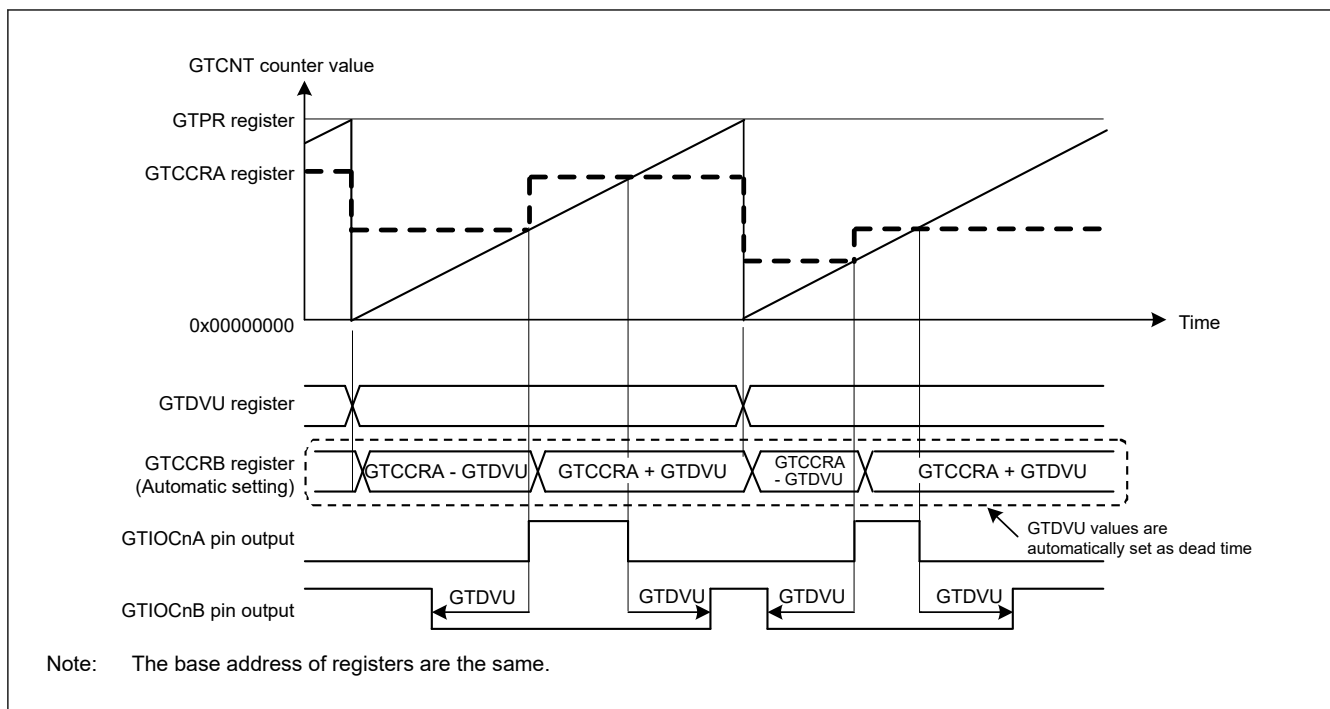 GTCNT counter value
GTPR register
GTCCRA register
0x00000000
Time
GTDVU register
GTCCRB register
(Automatic setting)
GTCCRA - GTDVU
GTCCRA + GTDVU
GTCCRA
- GTDVU
GTCCRA + GTDVU
GTDVU values are
automatically set as dead time
GTIOCnA pin output
GTIOCnB pin output
GTDVU
GTDVU
GTDVU
GTDVU
Note: The base address of registers are the same.